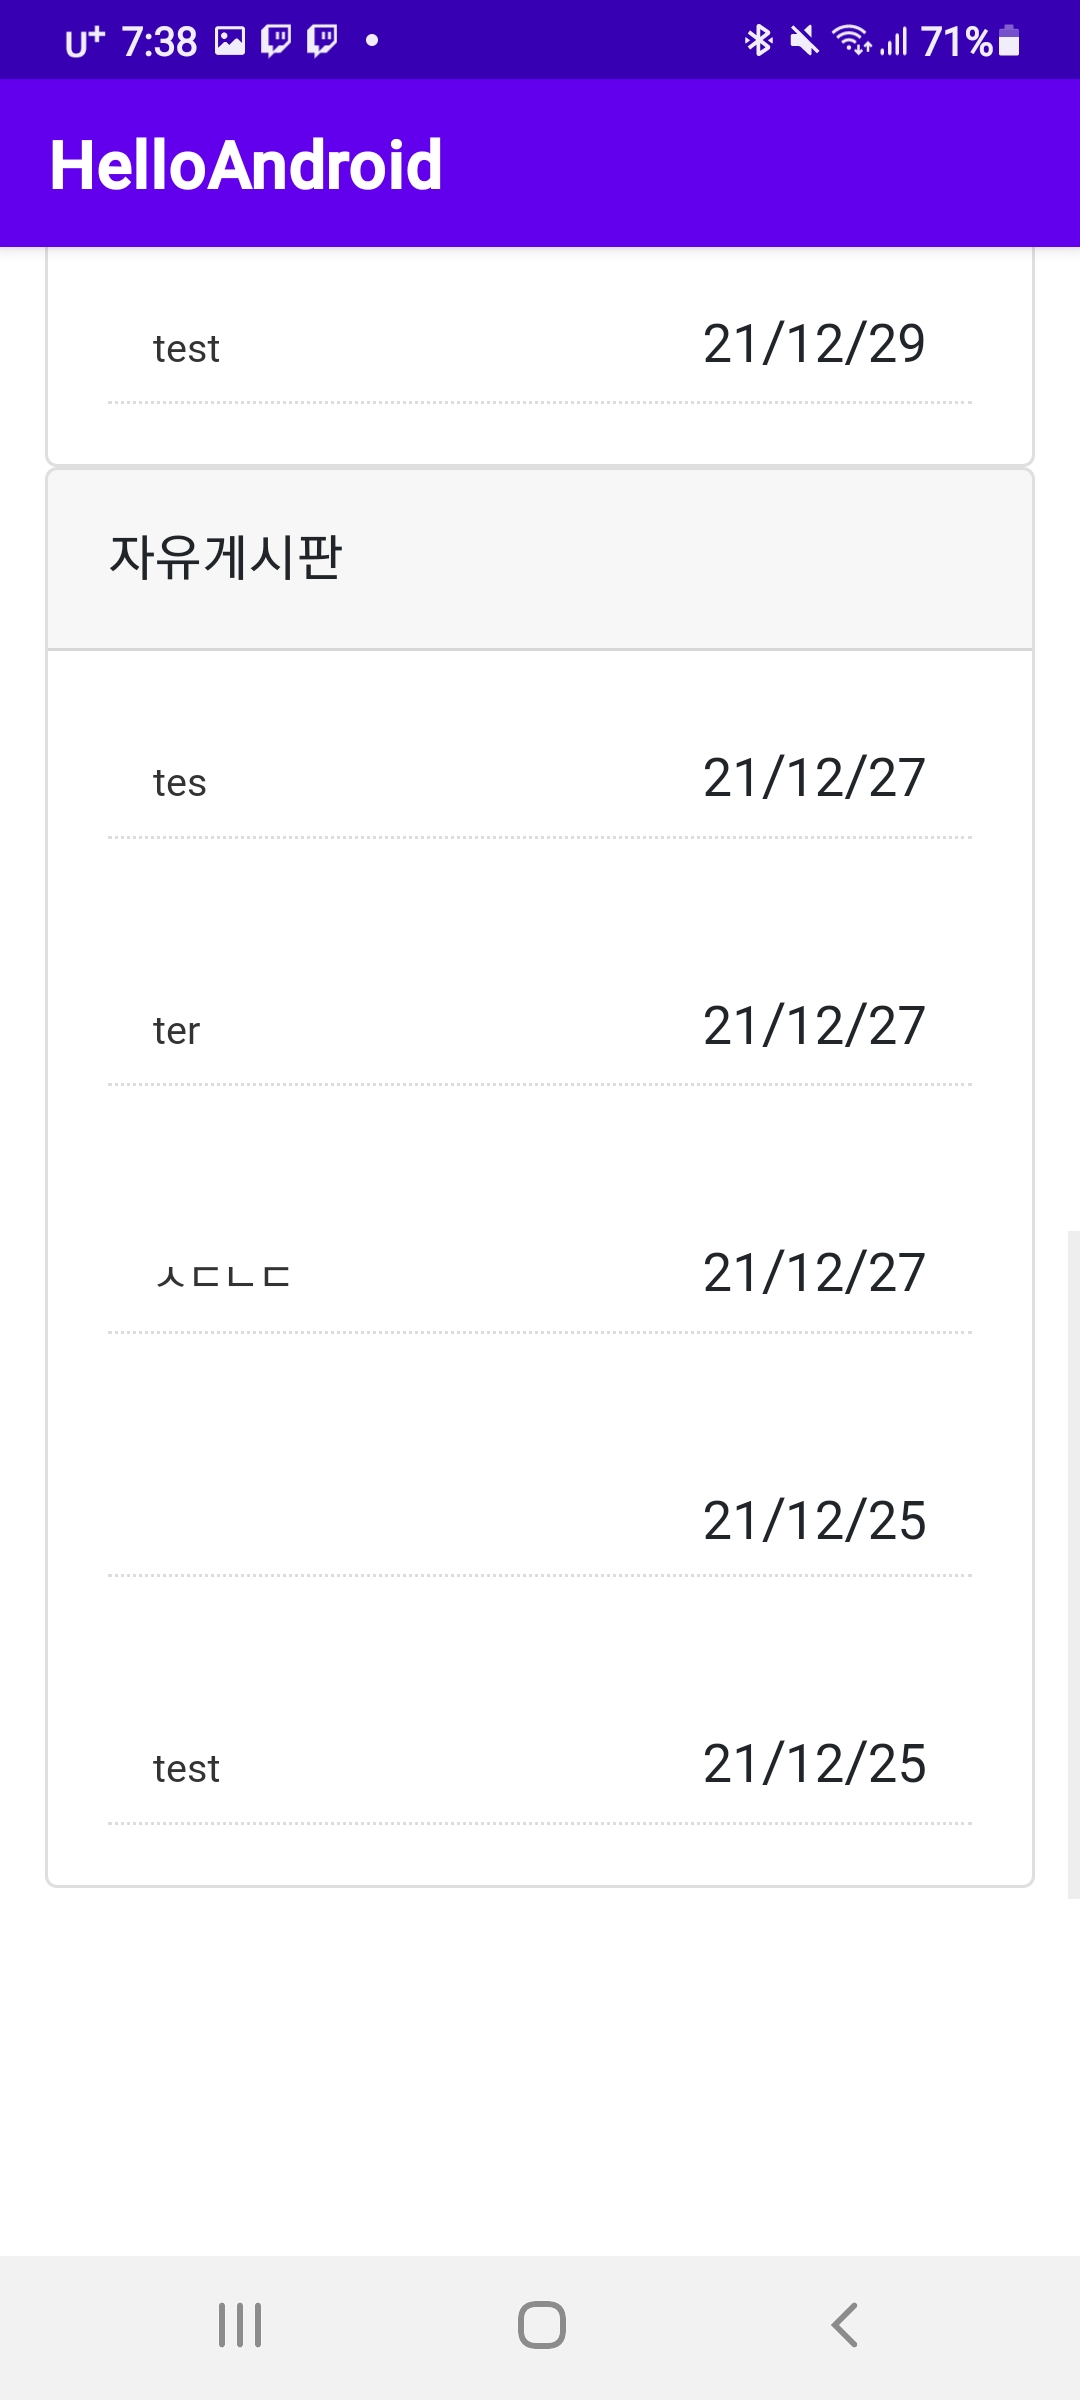 U+ 7:38 71%
HelloAndroid
test 21/12/29
자유게시판
tes 21/12/27
ter 21/12/27
ㅅㄷㄴㄷ 21/12/27
21/12/25
test 21/12/25